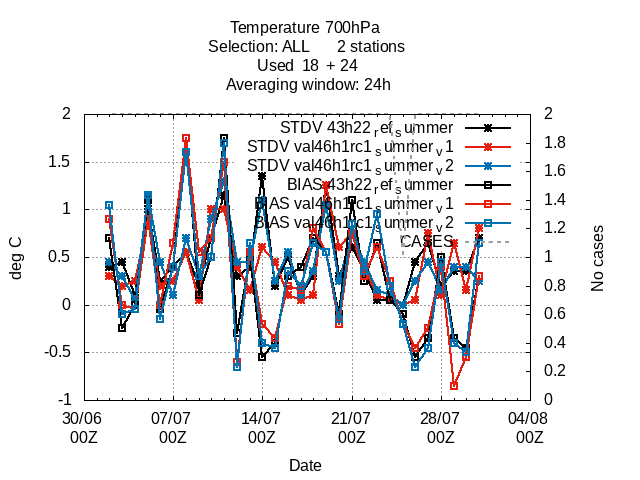 Temperature 700hPa
Selection: ALL 2 stations
Used 18 + 24
Averaging window: 24h
STDV 43h22_ref_summer
STDV val46h1rc1_summer_v1
STDV val46h1rc1_summer_v2
BIAS 43h22_ref_summer
BIAS val46h1rc1_summer_v1
BIAS val46h1rc1_summer_v2
CASES
deg C
2
1.5
1
0.5
0
-0.5
-1
2
1.8
1.6
1.4
1.2
1
0.8
0.6
0.4
0.2
0
No cases
30/06 07/07 14/07 21/07 28/07 04/08
00Z 00Z 00Z 00Z 00Z 00Z
Date